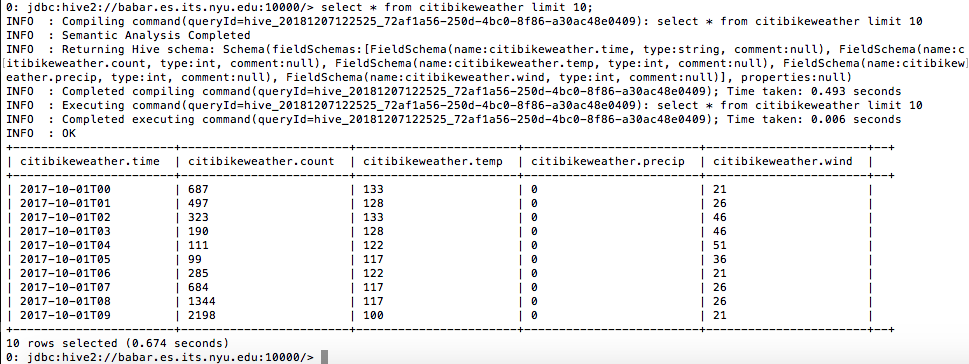 0: jdbc:hive2://babar.es.its.nyu.edu:10000/> select * from citibikeweather limit 10;
INFO  : Compiling command(queryId=hive_20181207122525_72af1a56-250d-4bc0-8f86-a30ac48e0409): select * from citibikeweather limit 10
INFO  : Semantic Analysis Completed
INFO  : Returning Hive schema: Schema(fieldSchemas:[FieldSchema(name:citibikeweather.time, type:string, comment:null), FieldSchema(name:c
itibikeweather.count, type:int, comment:null), FieldSchema(name:citibikeweather.temp, type:int, comment:null), FieldSchema(name:citibikew
eather.precip, type:int, comment:null), FieldSchema(name:citibikeweather.wind, type:int, comment:null)], properties:null)
INFO  : Completed compiling command(queryId=hive_20181207122525_72af1a56-250d-4bc0-8f86-a30ac48e0409); Time taken: 0.493 seconds
INFO  : Executing command(queryId=hive_20181207122525_72af1a56-250d-4bc0-8f86-a30ac48e0409): select * from citibikeweather limit 10
INFO  : Completed executing command(queryId=hive_20181207122525_72af1a56-250d-4bc0-8f86-a30ac48e0409); Time taken: 0.006 seconds
INFO  : OK
+-----------------------+------------------------+-----------------------+-------------------------+-----------------------+--+
| citibikeweather.time  | citibikeweather.count  | citibikeweather.temp  | citibikeweather.precip  | citibikeweather.wind  |
+-----------------------+------------------------+-----------------------+-------------------------+-----------------------+--+
| 2017-10-01T00         | 687                    | 133                   | 0                       | 21                    |
| 2017-10-01T01         | 497                    | 128                   | 0                       | 26                    |
| 2017-10-01T02         | 323                    | 133                   | 0                       | 46                    |
| 2017-10-01T03         | 190                    | 128                   | 0                       | 46                    |
| 2017-10-01T04         | 111                    | 122                   | 0                       | 51                    |
| 2017-10-01T05         | 99                     | 117                   | 0                       | 36                    |
| 2017-10-01T06         | 285                    | 122                   | 0                       | 21                    |
| 2017-10-01T07         | 684                    | 117                   | 0                       | 26                    |
| 2017-10-01T08         | 1344                   | 117                   | 0                       | 26                    |
| 2017-10-01T09         | 2198                   | 100                   | 0                       | 21                    |
+-----------------------+------------------------+-----------------------+-------------------------+-----------------------+--+
10 rows selected (0.674 seconds)
0: jdbc:hive2://babar.es.its.nyu.edu:10000/>